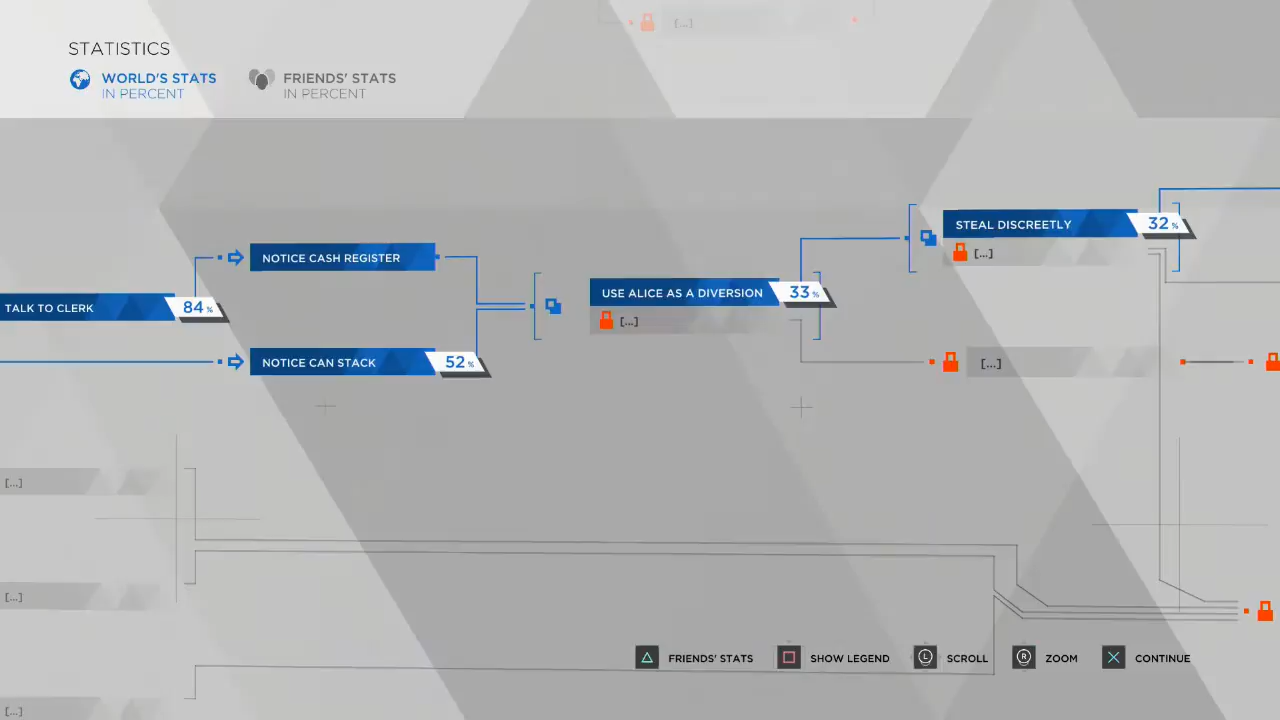 [...]
STATISTICS
WORLD'S STATS
IN PERCENT
FRIENDS' STATS
IN PERCENT
STEAL DISCREETLY
32 %
[...]
NOTICE CASH REGISTER
TALK TO CLERK
84 %
USE ALICE AS A DIVERSION
33 %
[...]
NOTICE CAN STACK
52 %
[...]
[...]
[...]
FRIENDS' STATS
SHOW LEGEND
L
SCROLL
R
ZOOM
CONTINUE
[...]